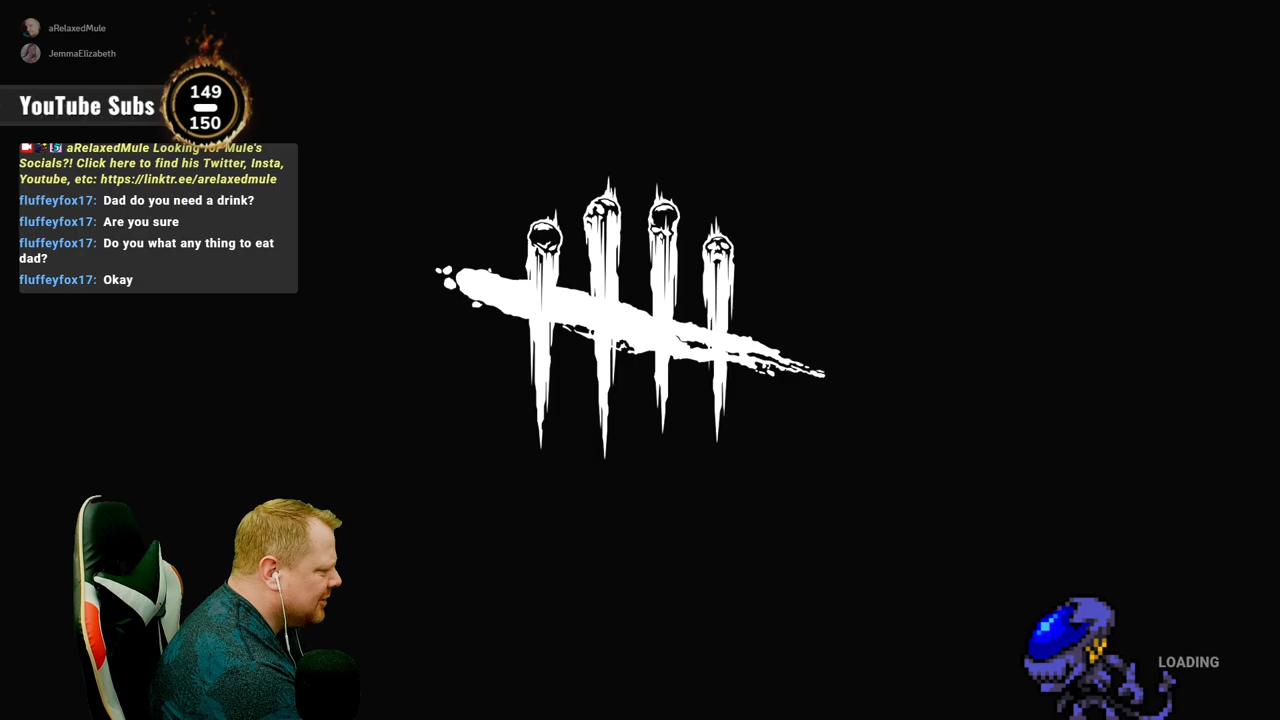 aRelaxedMule
JemmaElizabeth
YouTube Subs
149
150
aRelaxedMule Looking for Mule's
Socials?! Click here to find his Twitter, Insta,
Youtube, etc: https://linktr.ee/arelaxedmule
fluffeyfox17: Dad do you need a drink?
fluffeyfox17: Are you sure
fluffeyfox17: Do you what any thing to eat
dad?
fluffeyfox17: Okay
LOADING